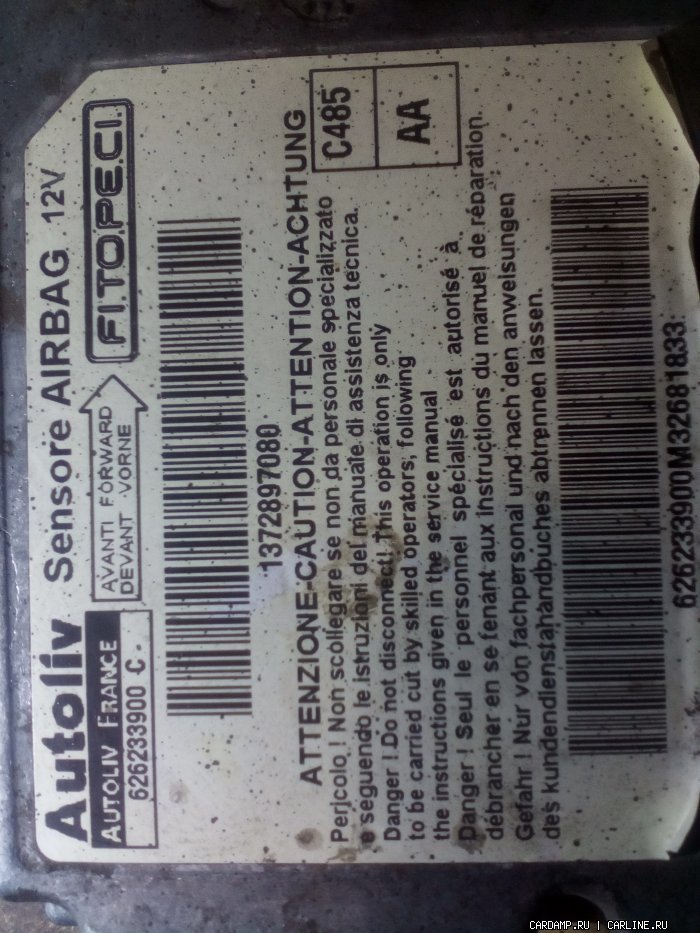 Autoliv Sensore AIRBAG 12V
AUTOLIV FRANCE
626233900 C
AVANTI FORWARD
DEVANT VORNE
FI.TO.PE.CI.
1372897080
ATTENZIONE-CAUTION-ATTENTION-ACHTUNG
C485
AA
Pericolo ! Non scollegare se non da personale specializzato
e seguendo le istruzioni del manuale di assistenza tecnica.
Danger ! Do not disconnect! This operation is only
to be carried cut by skilled operators, following
the instructions given in the service manual
Danger ! Seul le personnel spécialisé est autorisé à
débrancher en se tenant aux instructions du manuel de réparation
Gefahr ! Nur von fachpersonal und nach den anweisungen
des kundendienstahandbuches abtrennen lassen.
626233900M32681833
CARDAMP.RU | CARLINE.RU